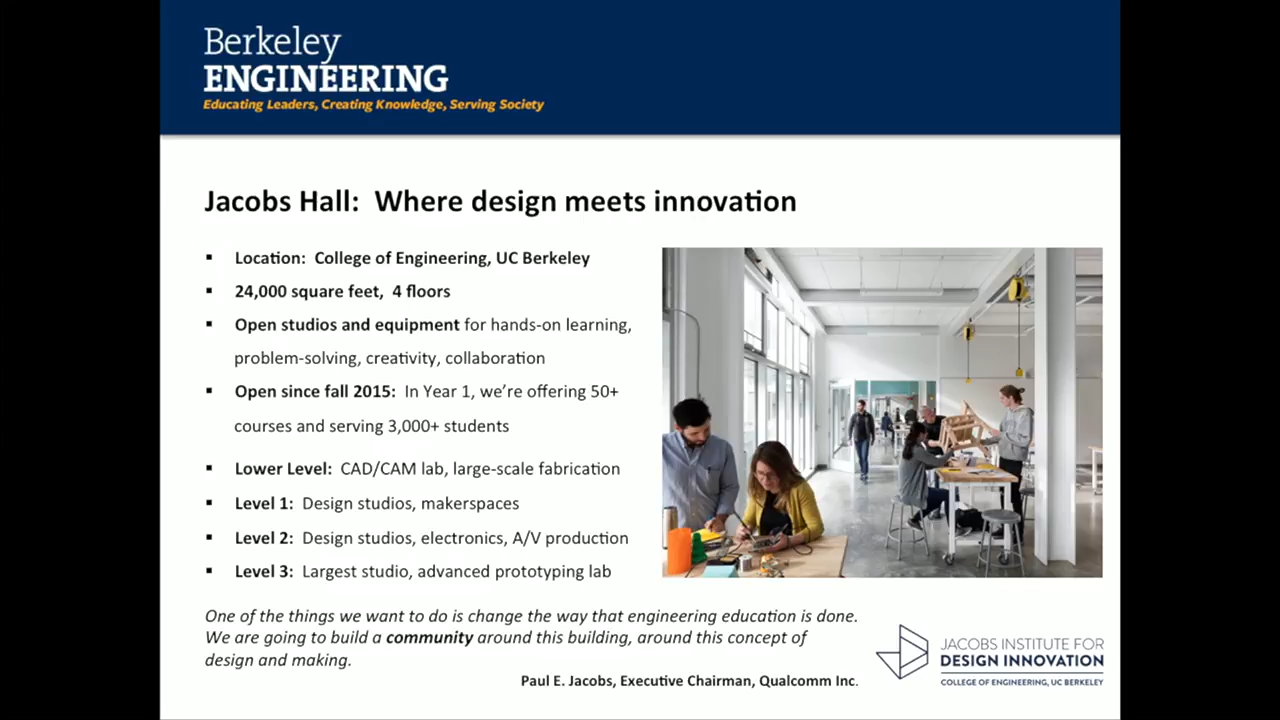 Berkeley
ENGINEERING
Educating Leaders, Creating Knowledge, Serving Society
Jacobs Hall: Where design meets innovation
▪ Location: College of Engineering, UC Berkeley
▪ 24,000 square feet, 4 floors
▪ Open studios and equipment for hands-on learning,
problem-solving, creativity, collaboration
▪ Open since fall 2015: In Year 1, we're offering 50+
courses and serving 3,000+ students
▪ Lower Level: CAD/CAM lab, large-scale fabrication
▪ Level 1: Design studios, makerspaces
▪ Level 2: Design studios, electronics, A/V production
▪ Level 3: Largest studio, advanced prototyping lab
One of the things we want to do is change the way that engineering education is done.
We are going to build a community around this building, around this concept of
design and making.
Paul E. Jacobs, Executive Chairman, Qualcomm Inc.
JACOBS INSTITUTE FOR
DESIGN INNOVATION
COLLEGE OF ENGINEERING, UC BERKELEY